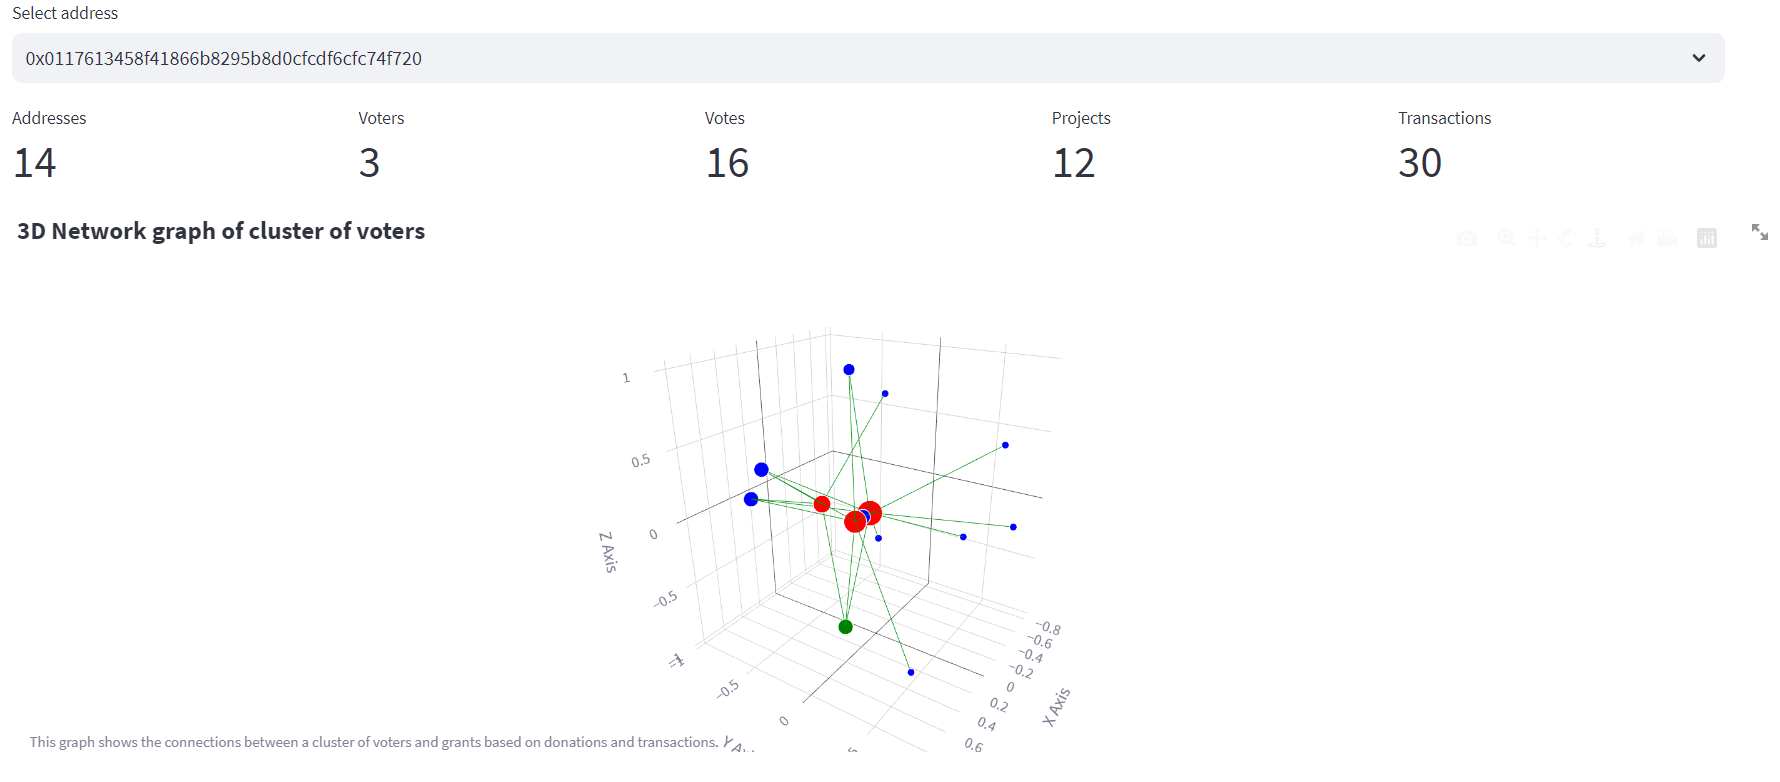 Select address
0x0117613458f41866b8295b8d0cfcdf6cfc74f720
Addresses
Voters
Votes
Projects
Transactions
14
3
16
12
30
3D Network graph of cluster of voters
1
0.5
0
−0.5
−1
Z Axis
−1
−0.5
0
−0.8
−0.6
−0.4
−0.2
0
0.2
0.4
0.6
X Axis
This graph shows the connections between a cluster of voters and grants based on donations and transactions.